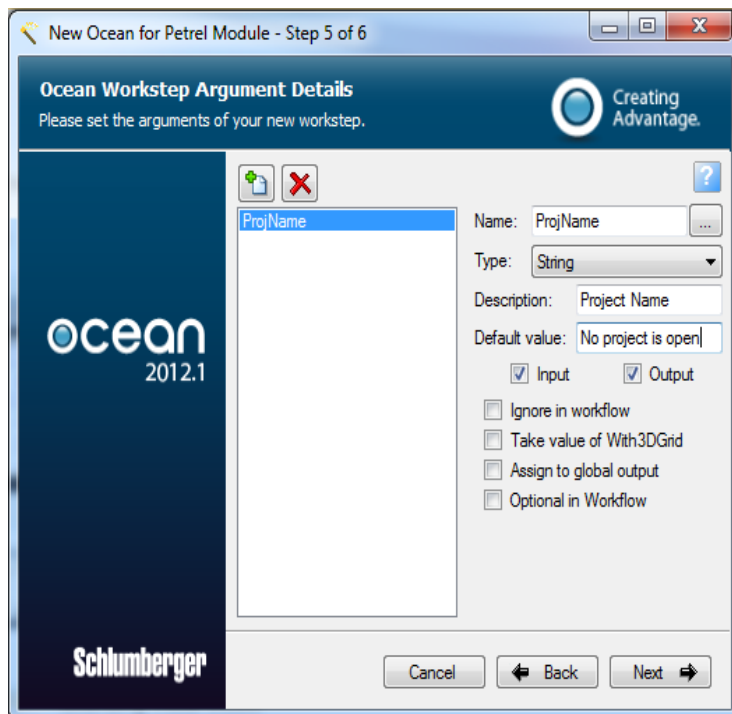 New Ocean for Petrel Module - Step 5 of 6
Ocean Workstep Argument Details
Please set the arguments of your new workstep.
Creating
Advantage.
?
ProjName
Name: ProjName ...
Type: String
Description: Project Name
Default value: No project is open
Input Output
Ignore in workflow
Take value of With3DGrid
Assign to global output
Optional in Workflow
ocean
2012.1
Schlumberger
Cancel Back Next